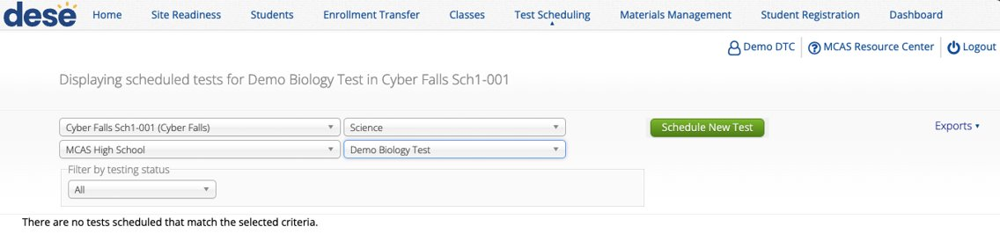 dese Home Site Readiness Students Enrollment Transfer Classes Test Scheduling Materials Management Student Registration Dashboard
Demo DTC MCAS Resource Center Logout
Displaying scheduled tests for Demo Biology Test in Cyber Falls Sch1-001
Cyber Falls Sch1-001 (Cyber Falls) Science Schedule New Test Exports
MCAS High School Demo Biology Test
Filter by testing status
All
There are no tests scheduled that match the selected criteria.